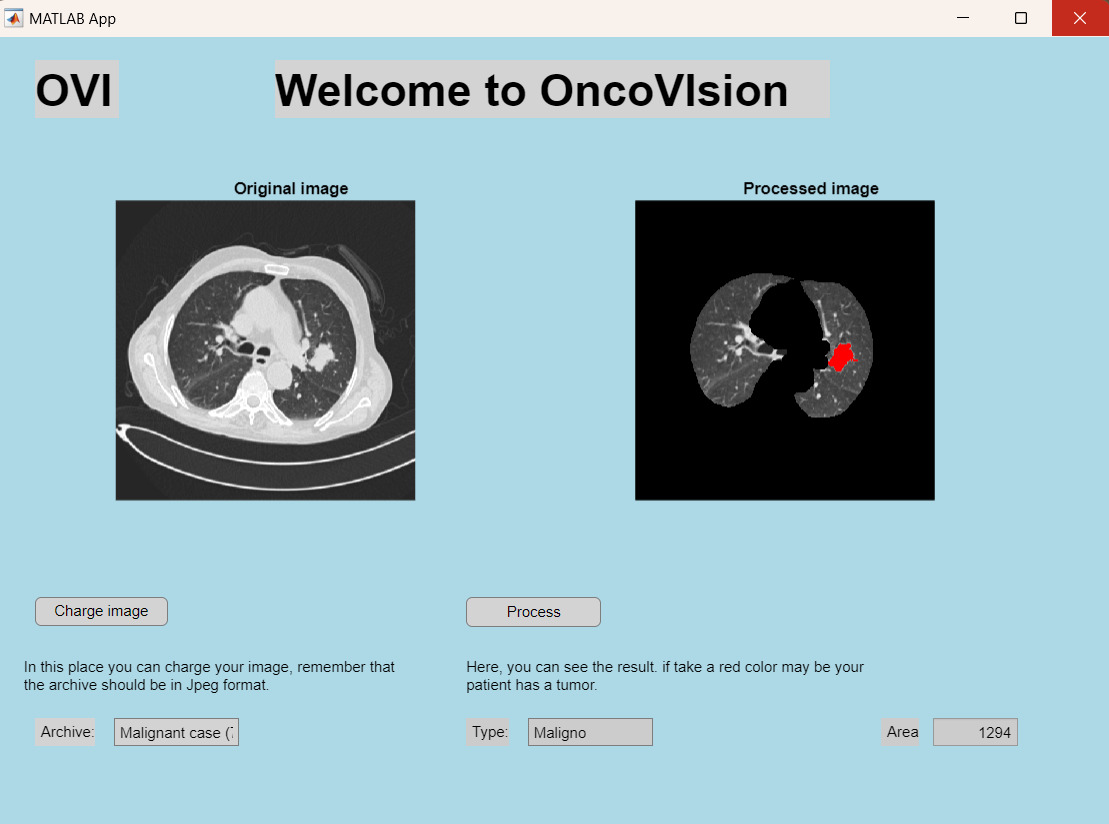 MATLAB App
OVI
Welcome to OncoVIsion
Original image
Processed image
Charge image
Process
In this place you can charge your image, remember that
the archive should be in Jpeg format.
Here, you can see the result. if take a red color may be your
patient has a tumor.
Archive:
Malignant case (
Type:
Maligno
Area
1294